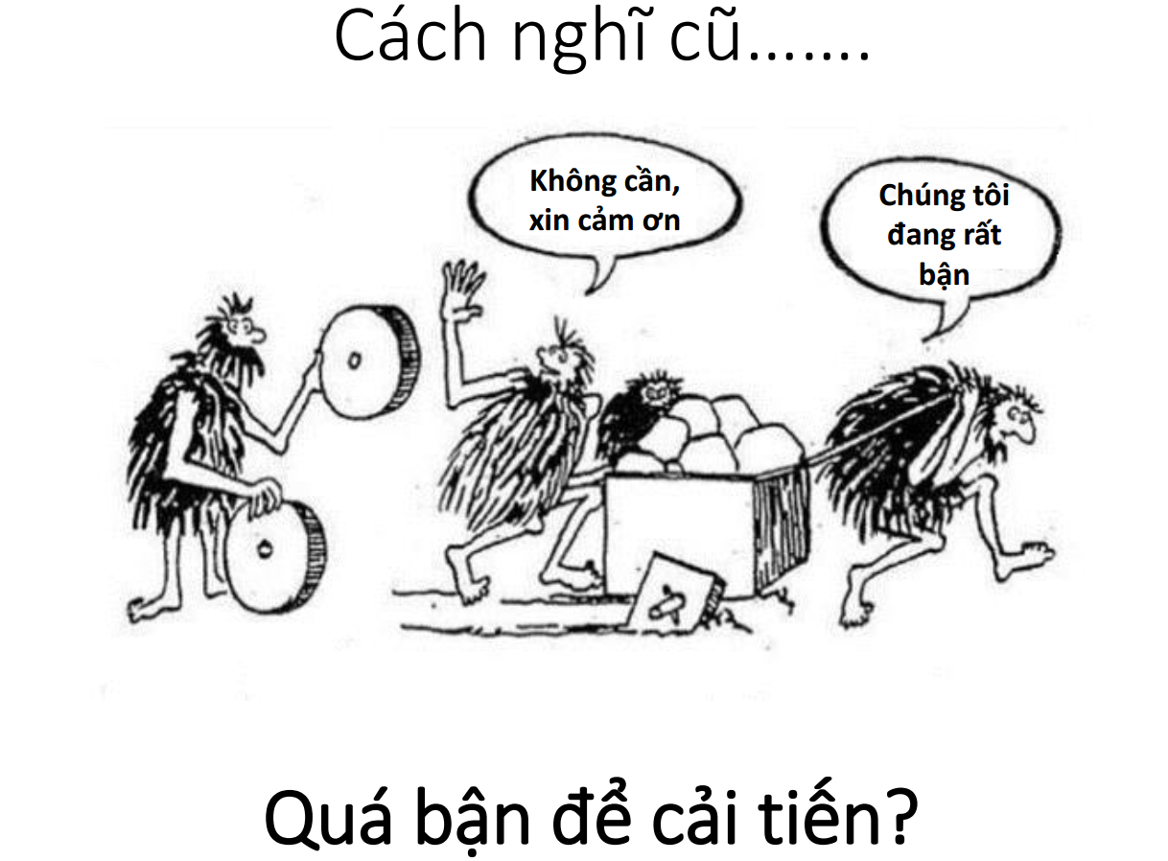 Cách nghĩ cũ…….
Không cần,
xin cảm ơn
Chúng tôi
đang rất
bận
Quá bận để cải tiến?